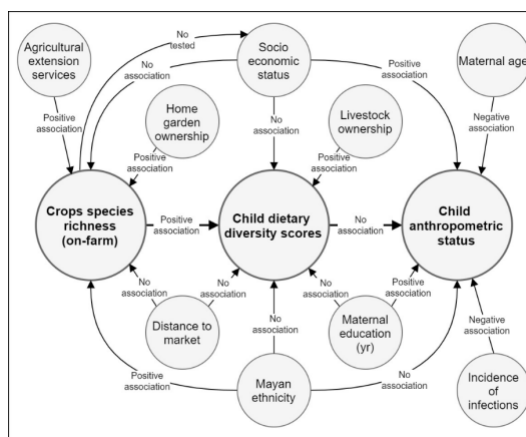 Agricultural
extension
services
No
tested
Socio
economic
status
Maternal age
No
association
Positive
association
Positive
association
Home
garden
ownership
No
association
Livestock
ownership
Negative
association
Positive
association
Positive
association
Crops species
richness
(on-farm)
Positive
association
Child dietary
diversity scores
No
association
Child
anthropometric
status
No
association
No
association
No
association
Positive
association
Distance to
market
No
association
Maternal
education
(yr)
Negative
association
Positive
association
Mayan
ethnicity
No
association
Incidence
of
infections